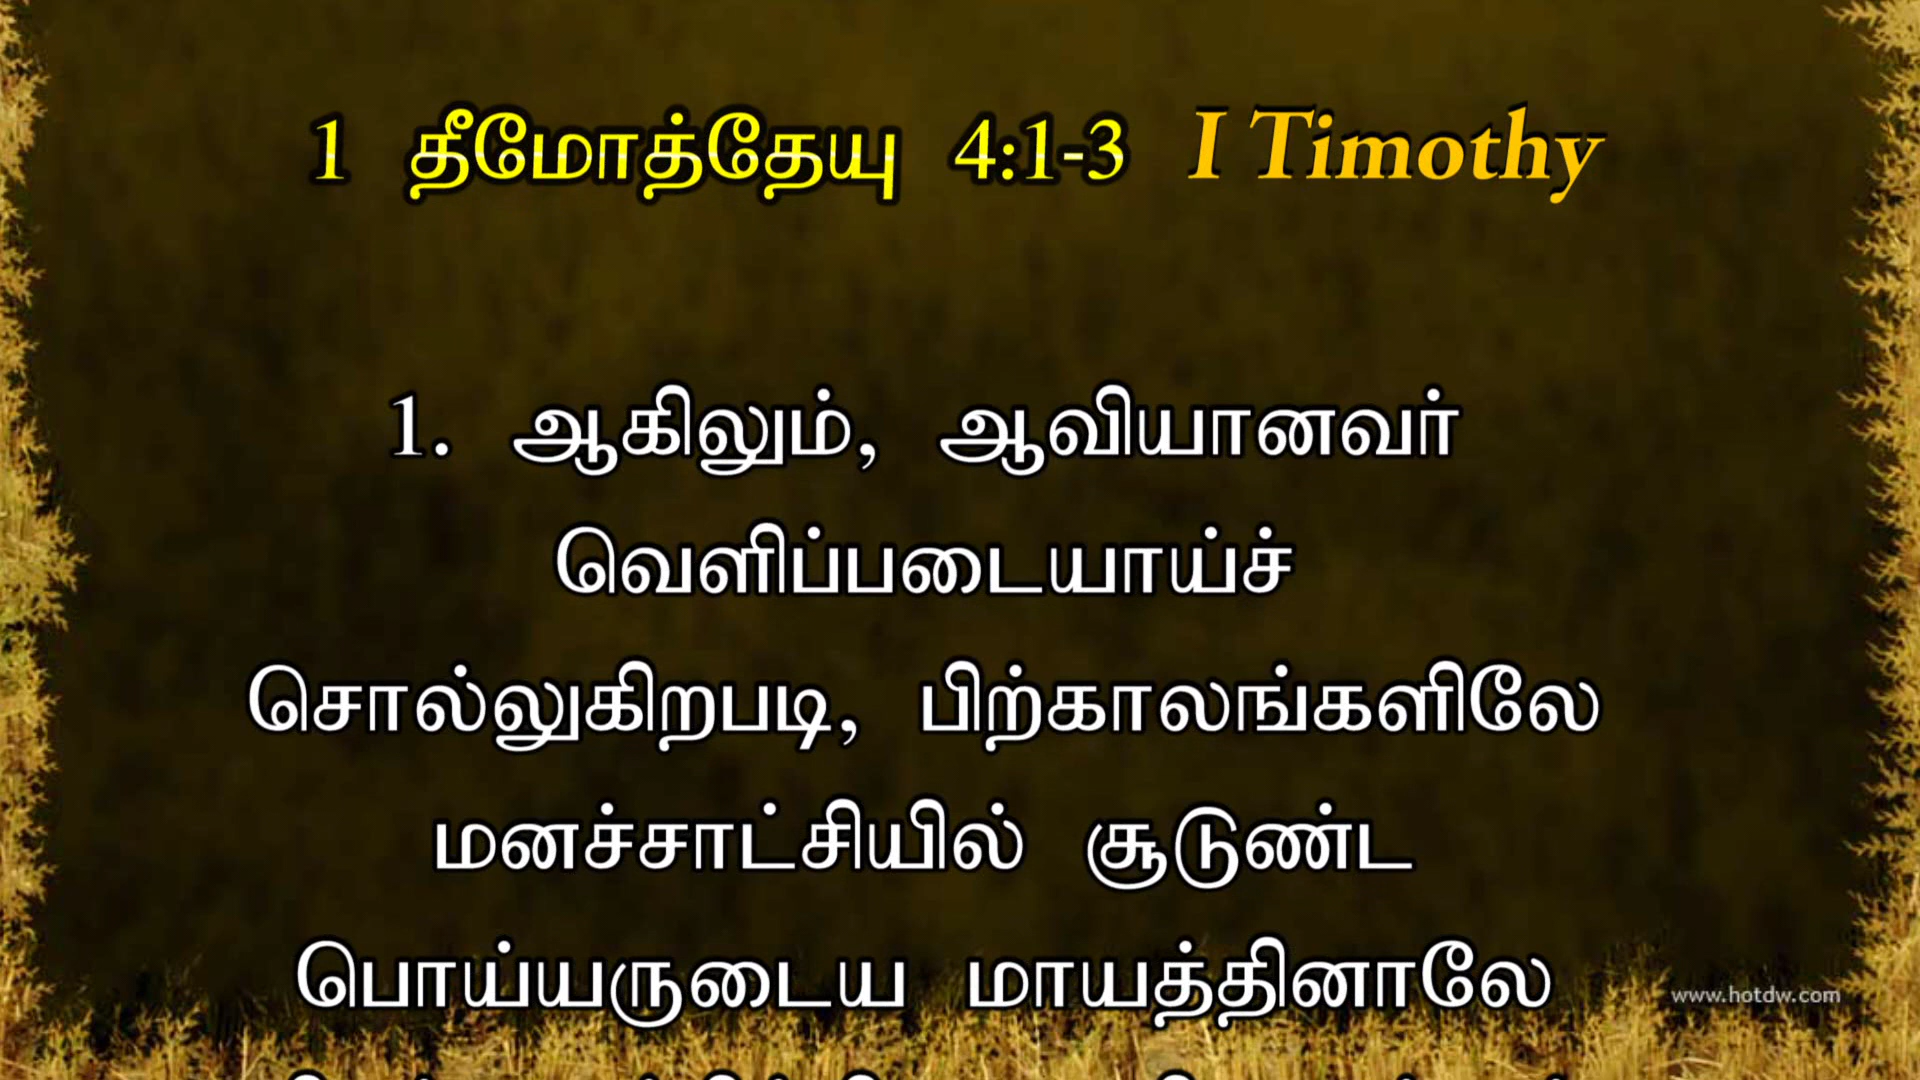 1 தீமோத்தேயு 4:1-3 I Timothy
1. ஆகிலும், ஆவியானவர்
வெளிப்படையாய்ச்
சொல்லுகிறபடி, பிற்காலங்களிலே
மனச்சாட்சியில் சூடுண்ட
பொய்யருடைய மாயத்தினாலே
www.hotdw.com